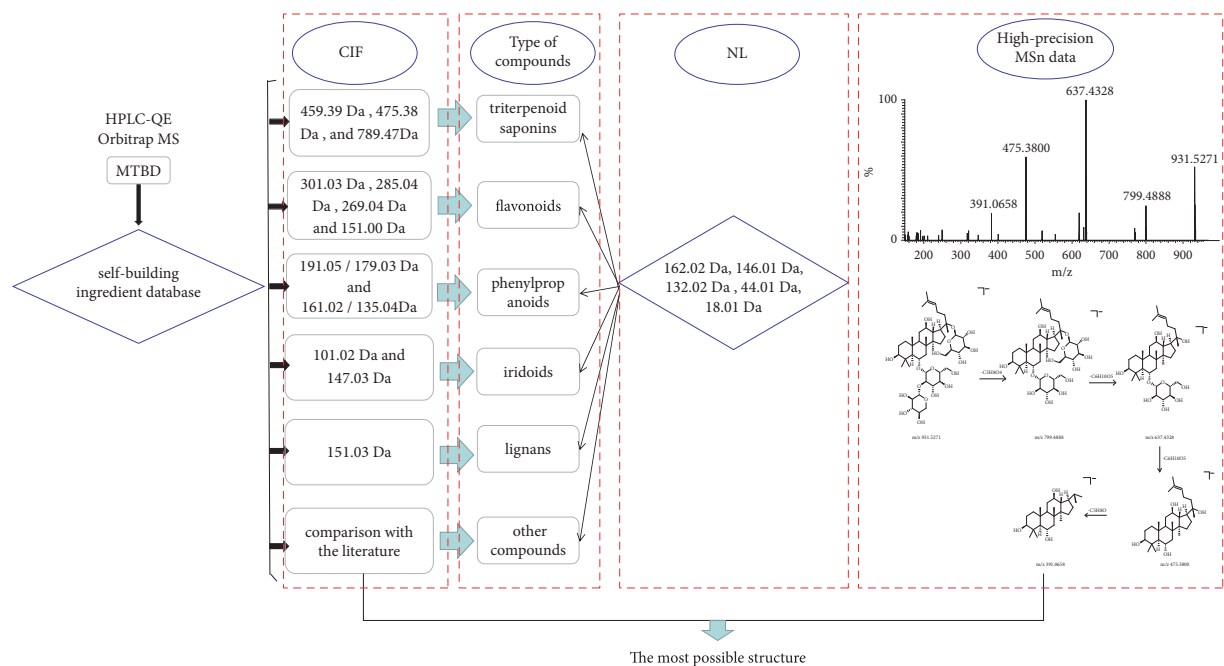 HPLC-QE
Orbitrap MS
MTBD
self-building
ingredient database
CIF
459.39 Da , 475.38
Da , and 789.47Da
301.03 Da , 285.04
Da , 269.04 Da
and 151.00 Da
191.05 / 179.03 Da
and
161.02 / 135.04Da
101.02 Da and
147.03 Da
151.03 Da
comparison with
the literature
Type of
compounds
triterpenoid
saponins
flavonoids
phenylprop
anoids
iridoids
lignans
other
compounds
NL
162.02 Da, 146.01 Da,
132.02 Da , 44.01 Da,
18.01 Da
High-precision
MSn data
100
%
0
637.4328
475.3800
931.5271
391.0658
799.4888
200 300 400 500 600 700 800 900
m/z
-C5H8O4
-C6H10O5
m/z 931.5271
m/z 799.4888
m/z 637.4328
-C6H10O5
m/z 391.0658
m/z 475.3800
The most possible structure